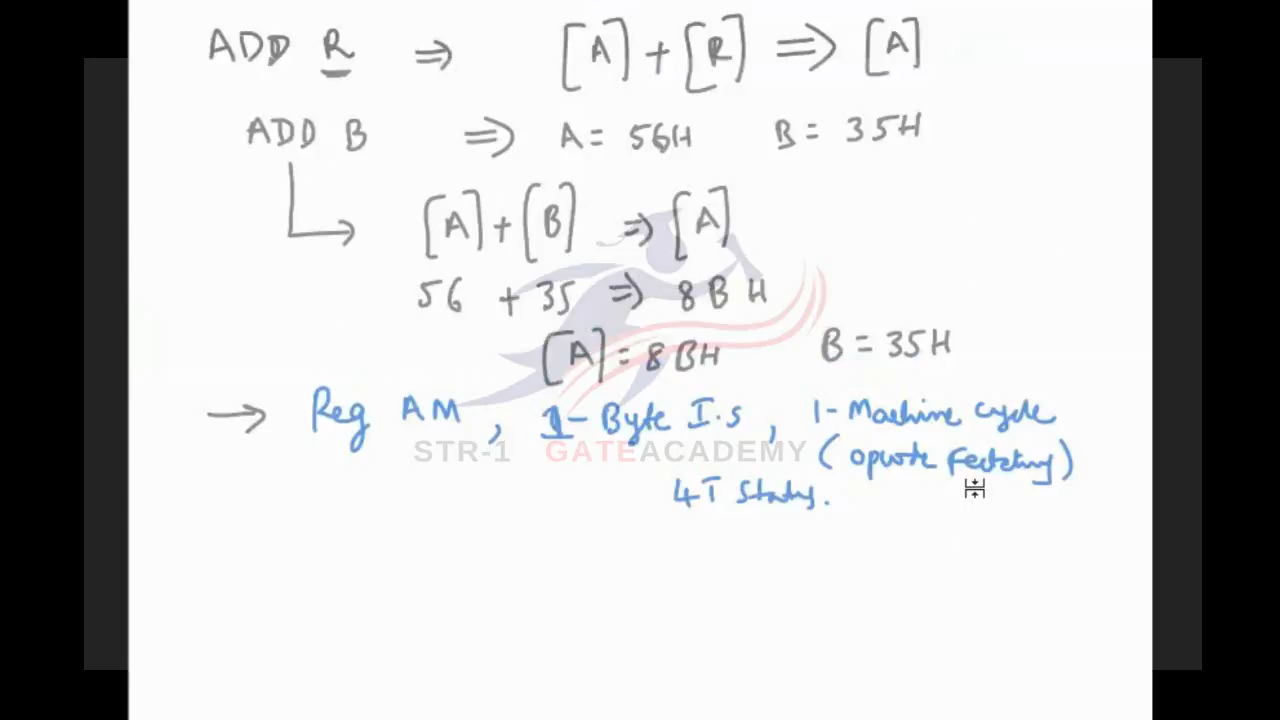 ADD R ⇒ [A] + [R] ⇒ [A]
ADD B ⇒ A = 56H B = 35H
[A] + [B] ⇒ [A]
56 + 35 ⇒ 8B H
[A] = 8BH B = 35H
→ Reg AM, 1-Byte I.s, 1-Machine cycle
STR-1 GATEACADEMY
(opcode Fetching)
4T States.